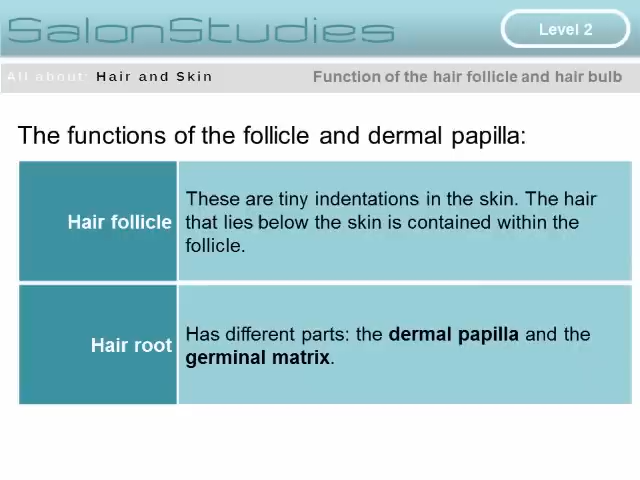 SalonStudies
Level 2
All about: Hair and Skin
Function of the hair follicle and hair bulb
The functions of the follicle and dermal papilla:
Hair follicle
These are tiny indentations in the skin. The hair
that lies below the skin is contained within the
follicle.
Hair root
Has different parts: the dermal papilla and the
germinal matrix.